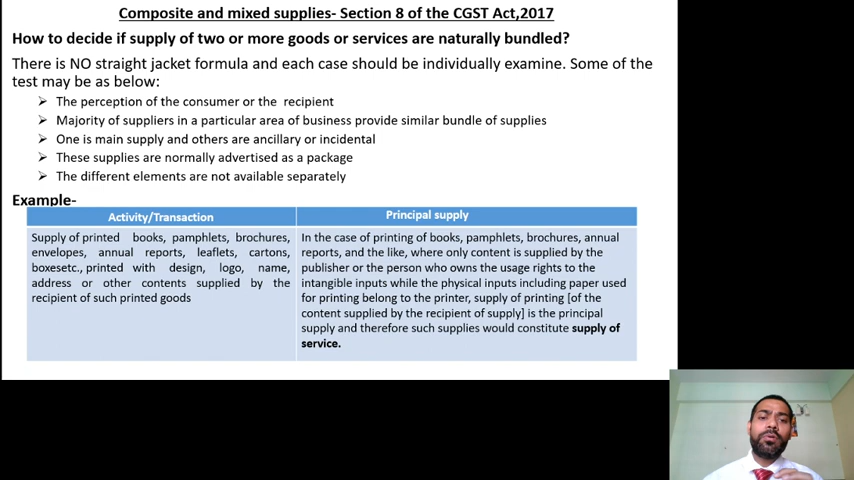 Composite and mixed supplies- Section 8 of the CGST Act,2017
How to decide if supply of two or more goods or services are naturally bundled?
There is NO straight jacket formula and each case should be individually examine. Some of the
test may be as below:
➢ The perception of the consumer or the recipient
➢ Majority of suppliers in a particular area of business provide similar bundle of supplies
➢ One is main supply and others are ancillary or incidental
➢ These supplies are normally advertised as a package
➢ The different elements are not available separately
Example-
Activity/Transaction
Supply of printed books, pamphlets, brochures,
envelopes, annual reports, leaflets, cartons,
boxesetc., printed with design, logo, name,
address or other contents supplied by the
recipient of such printed goods
Principal supply
In the case of printing of books, pamphlets, brochures, annual
reports, and the like, where only content is supplied by the
publisher or the person who owns the usage rights to the
intangible inputs while the physical inputs including paper used
for printing belong to the printer, supply of printing [of the
content supplied by the recipient of supply] is the principal
supply and therefore such supplies would constitute supply of
service.